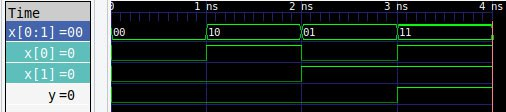 Time
0 1 ns 2 ns 3 ns 4 ns
x[0:1]=00 00 10 01 11
x[0]=0
x[1]=0
y=0